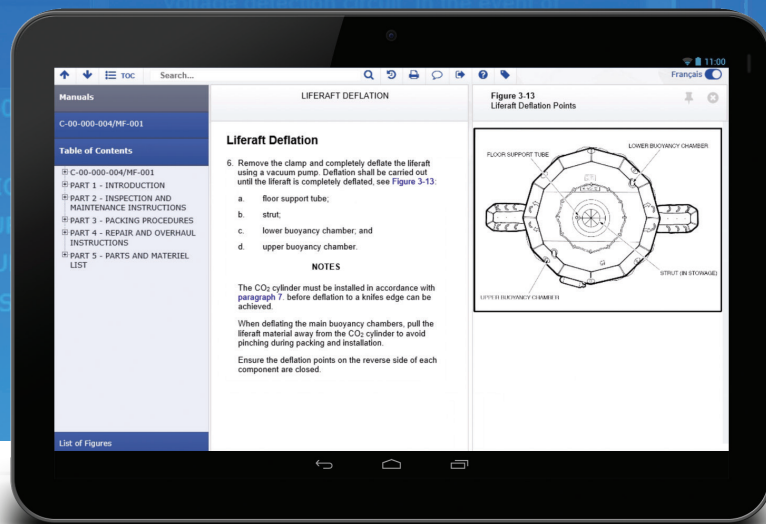 voltage detection circuit. In the event of
11:00
TOC
Search...
Français
Manuals
C-00-000-004/MF-001
Table of Contents
C-00-000-004/MF-001
PART 1 - INTRODUCTION
PART 2 - INSPECTION AND
MAINTENANCE INSTRUCTIONS
PART 3 - PACKING PROCEDURES
PART 4 - REPAIR AND OVERHAUL
INSTRUCTIONS
PART 5 - PARTS AND MATERIEL
LIST
List of Figures
LIFERAFT DEFLATION
Liferaft Deflation
6. Remove the clamp and completely deflate the liferaft
using a vacuum pump. Deflation shall be carried out
until the liferaft is completely deflated, see Figure 3-13:
a. floor support tube;
b. strut;
c. lower buoyancy chamber; and
d. upper buoyancy chamber.
NOTES
The CO₂ cylinder must be installed in accordance with
paragraph 7. before deflation to a knifes edge can be
achieved.
When deflating the main buoyancy chambers, pull the
liferaft material away from the CO₂ cylinder to avoid
pinching during packing and installation.
Ensure the deflation points on the reverse side of each
component are closed.
Figure 3-13
Liferaft Deflation Points
LOWER BUOYANCY CHAMBER
FLOOR SUPPORT TUBE
STRUT (IN STOWAGE)
UPPER BUOYANCY CHAMBER